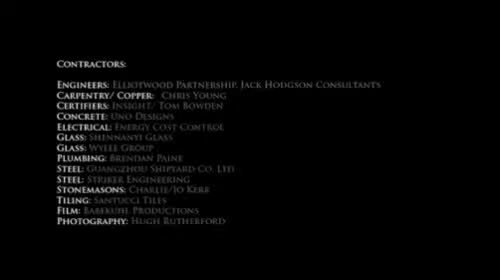 Contractors:
Engineers: Elliotwood Partnership, Jack Hodgson Consultants
Carpentry/ Copper: Chris Young
Certifiers: Insight/ Tom Bowden
Concrete: Uno Designs
Electrical: Energy Cost Control
Glass: Shennanyi Glass
Glass: Wylee Group
Plumbing: Brendan Paine
Steel: Guangzhou Shipyard Co. Ltd
Steel: Striker Engineering
Stonemasons: Charlie/Jo Kerr
Tiling: Santucci Tiles
Film: Productions
Photography: Hugh Rutherford